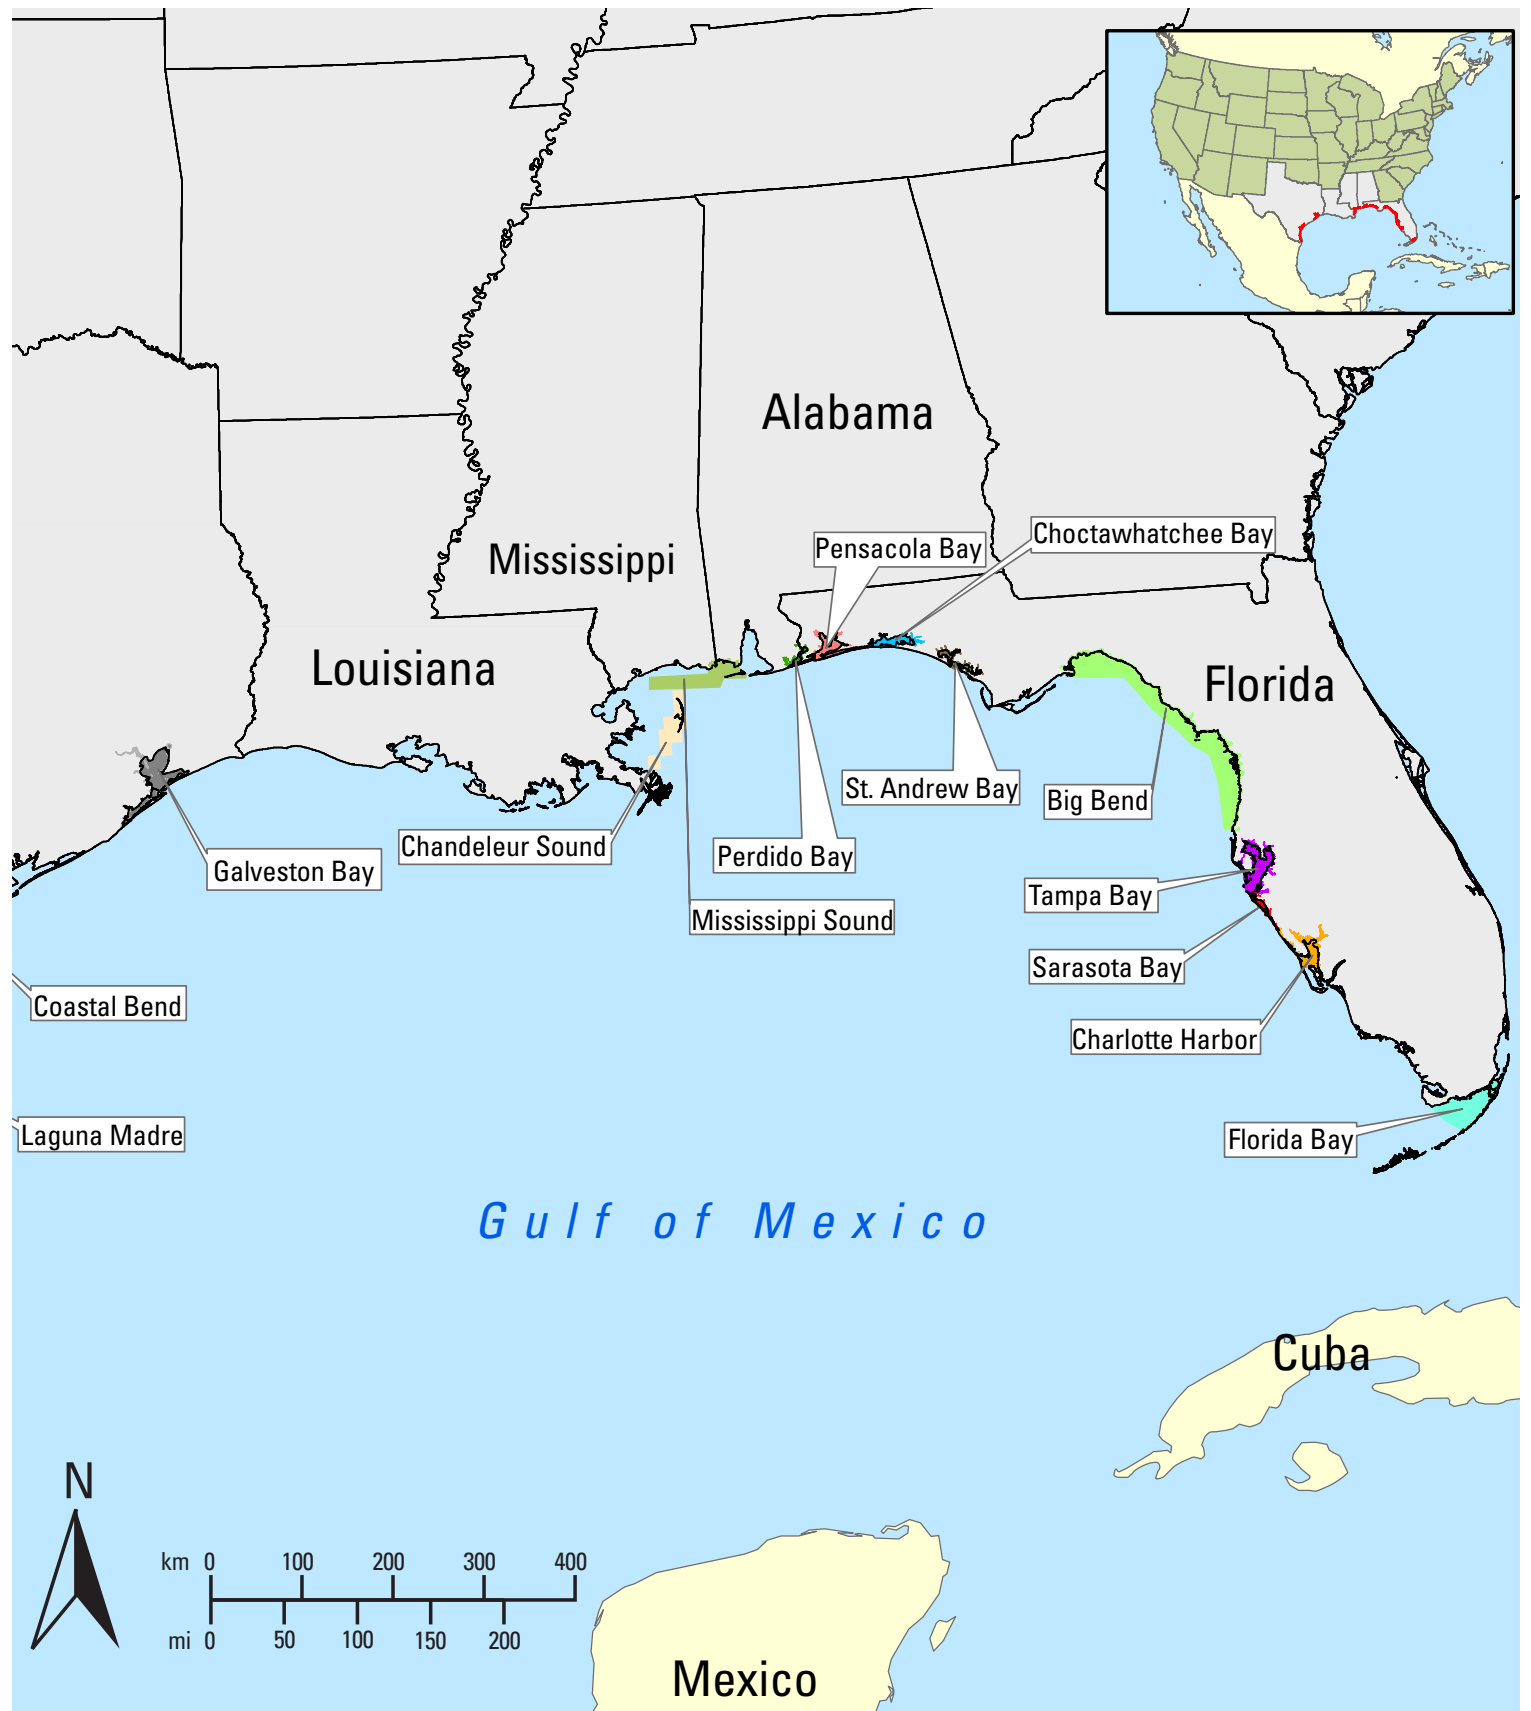 Alabama
Choctawhatchee Bay
Pensacola Bay
Mississippi
Louisiana
Florida
St. Andrew Bay
Big Bend
Chandeleur Sound
Perdido Bay
Galveston Bay
Tampa Bay
Mississippi Sound
Sarasota Bay
Coastal Bend
Charlotte Harbor
Laguna Madre
Florida Bay
Gulf of Mexico
Cuba
N
km 0 100 200 300 400
mi 0 50 100 150 200
Mexico